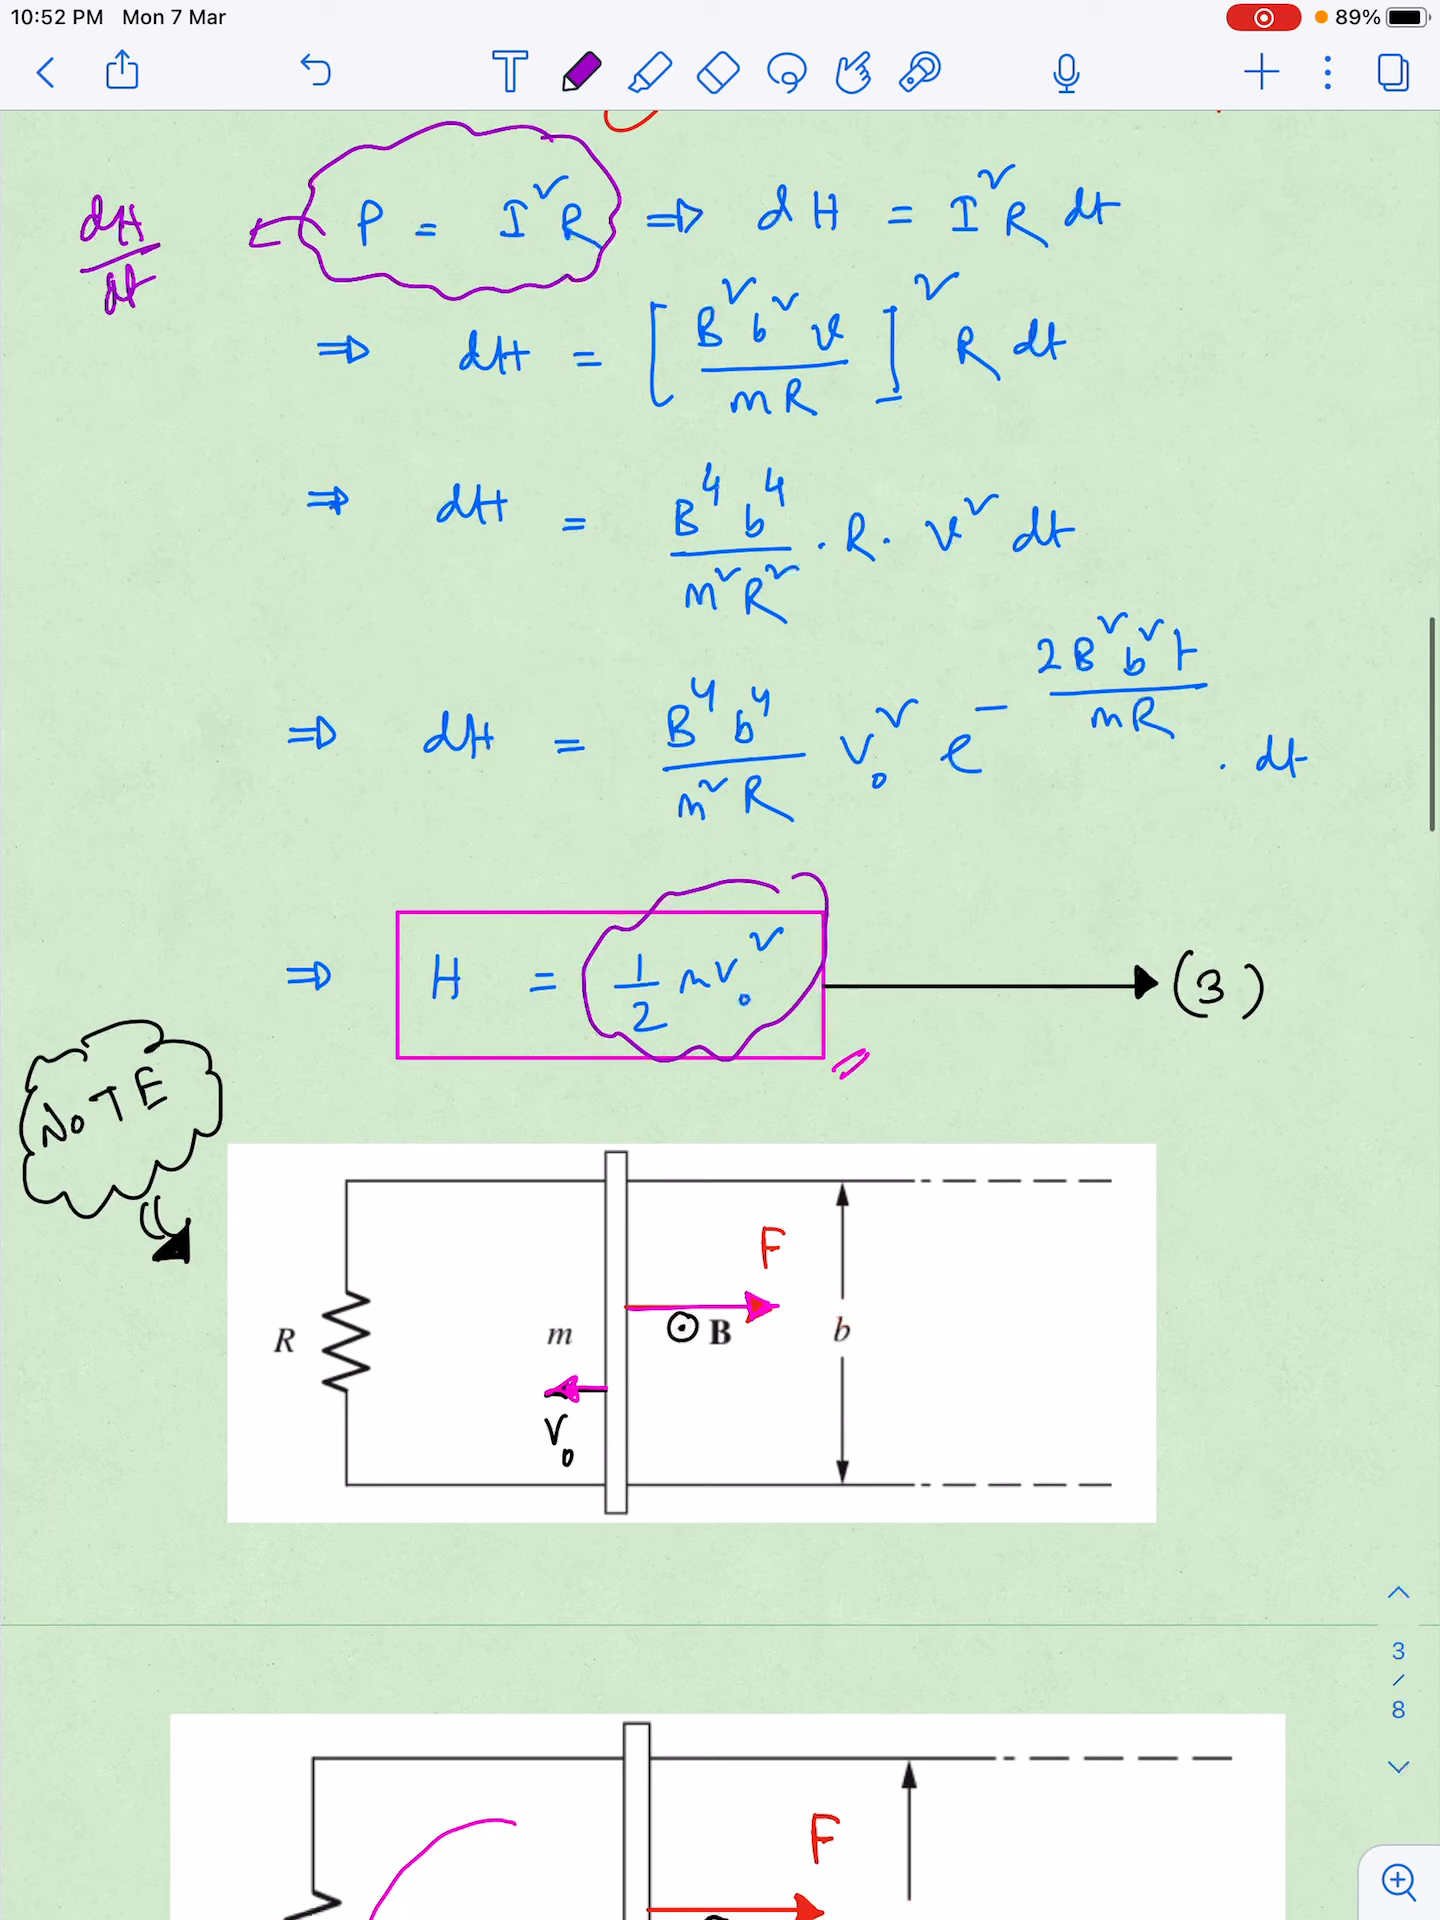 10:52 PM Mon 7 Mar 89%
dH/dt ← P = I²R ⇒ dH = I²R dt
⇒ dH = [B²b²v / mR]² R dt
⇒ dH = B⁴b⁴ / m²R² . R . v² dt
⇒ dH = B⁴b⁴ / m²R v₀² e^(− 2B²b²t / mR) . dt
⇒ H = 1/2 mv₀² → (3)
NOTE
F
R m B b
v₀
3
/
8
F